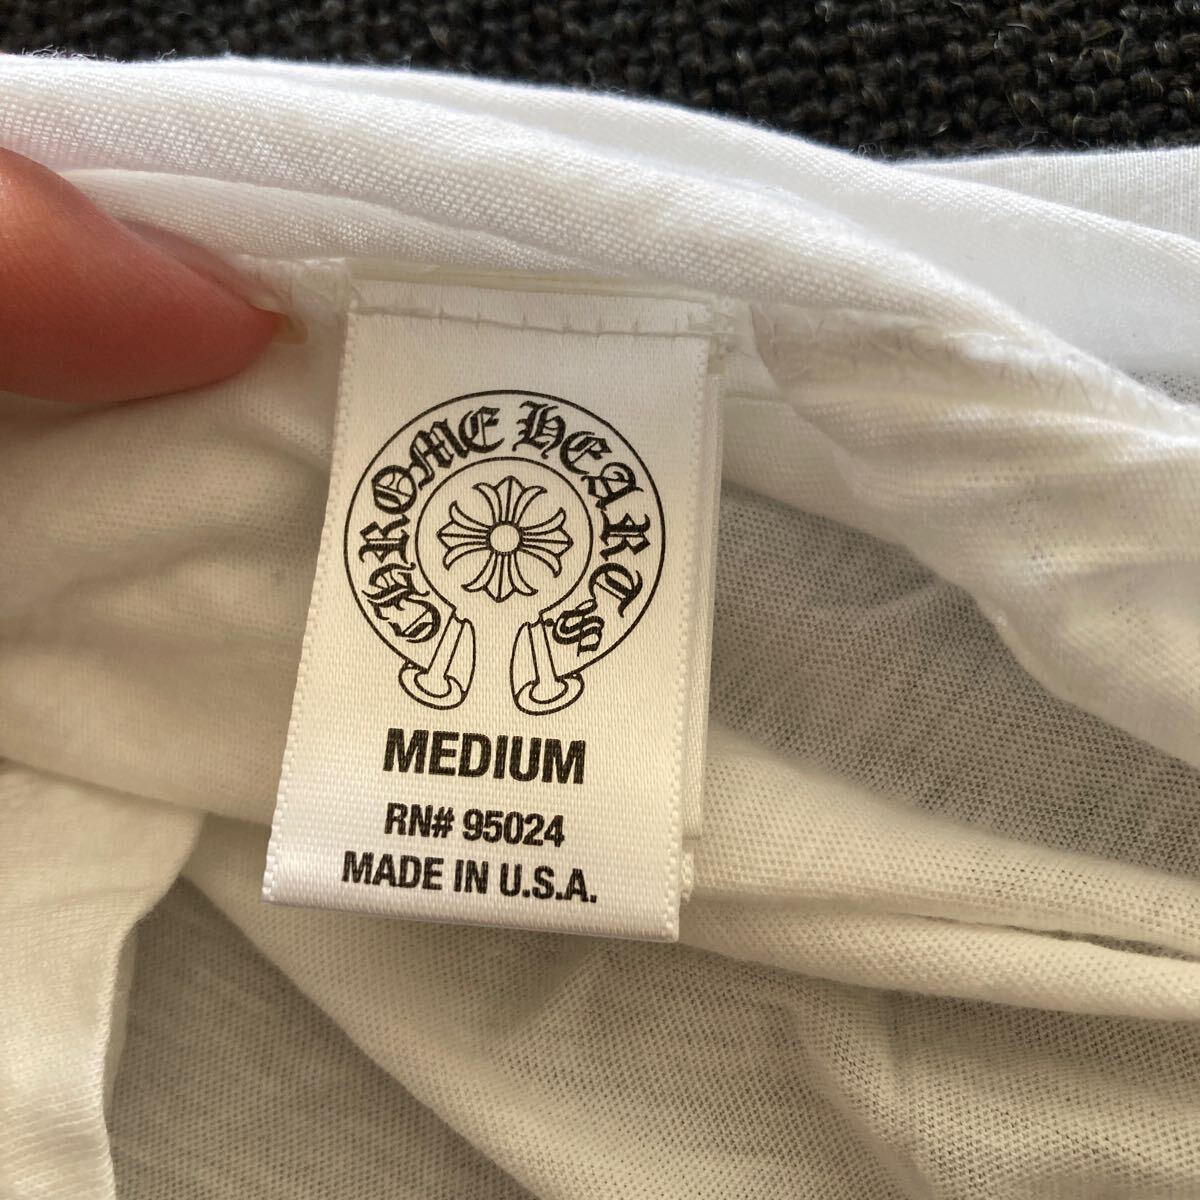 CHROME HEARTS
MEDIUM
RN# 95024
MADE IN U.S.A.